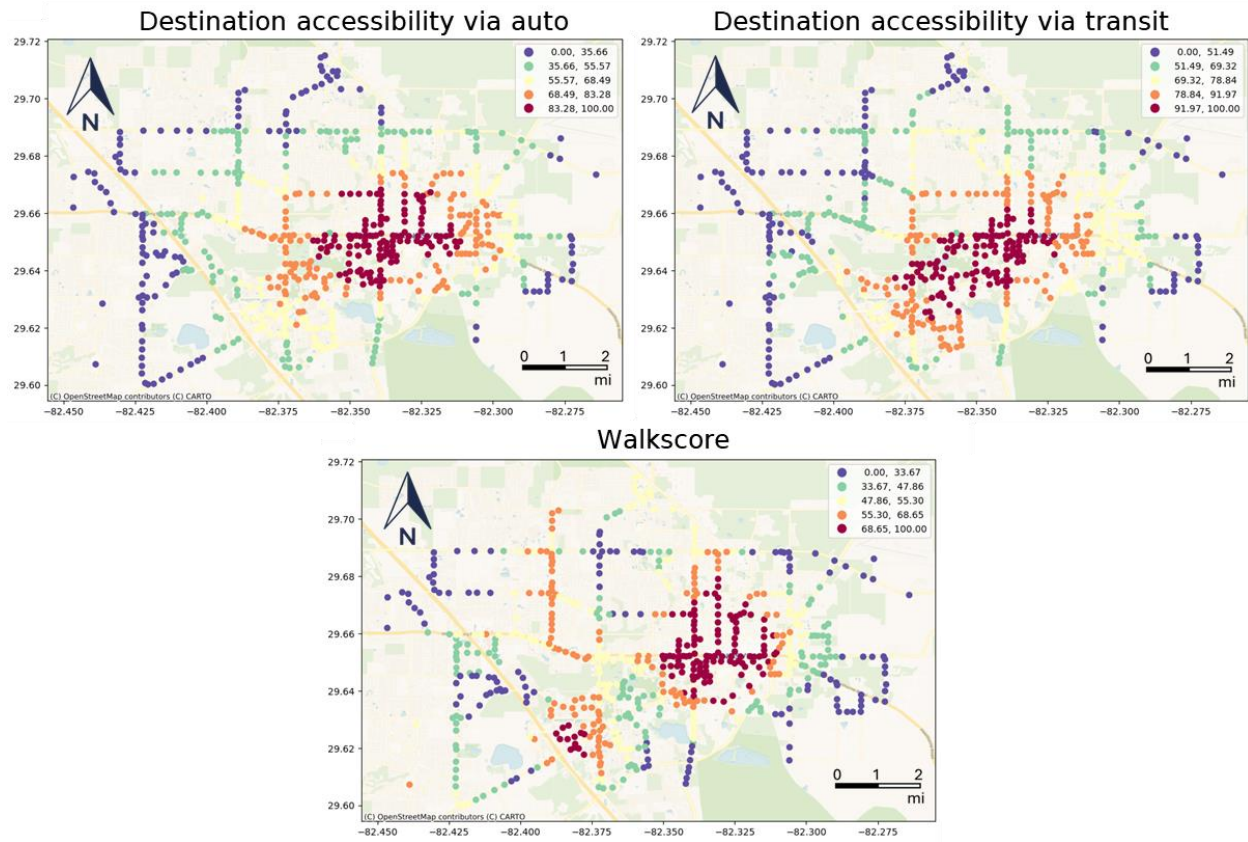 Destination accessibility via auto
29.72
29.70
29.68
29.66
29.64
29.62
29.60
N
0.00, 35.66
35.66, 55.57
55.57, 68.49
68.49, 83.28
83.28, 100.00
0 1 2
mi
(C) OpenStreetMap contributors (C) CARTO
−82.450 −82.425 −82.400 −82.375 −82.350 −82.325 −82.300 −82.275
Destination accessibility via transit
29.72
29.70
29.68
29.66
29.64
29.62
29.60
N
0.00, 51.49
51.49, 69.32
69.32, 78.84
78.84, 91.97
91.97, 100.00
0 1 2
mi
(C) OpenStreetMap contributors (C) CARTO
−82.450 −82.425 −82.400 −82.375 −82.350 −82.325 −82.300 −82.275
Walkscore
29.72
29.70
29.68
29.66
29.64
29.62
29.60
N
0.00, 33.67
33.67, 47.86
47.86, 55.30
55.30, 68.65
68.65, 100.00
0 1 2
mi
(C) OpenStreetMap contributors (C) CARTO
−82.450 −82.425 −82.400 −82.375 −82.350 −82.325 −82.300 −82.275